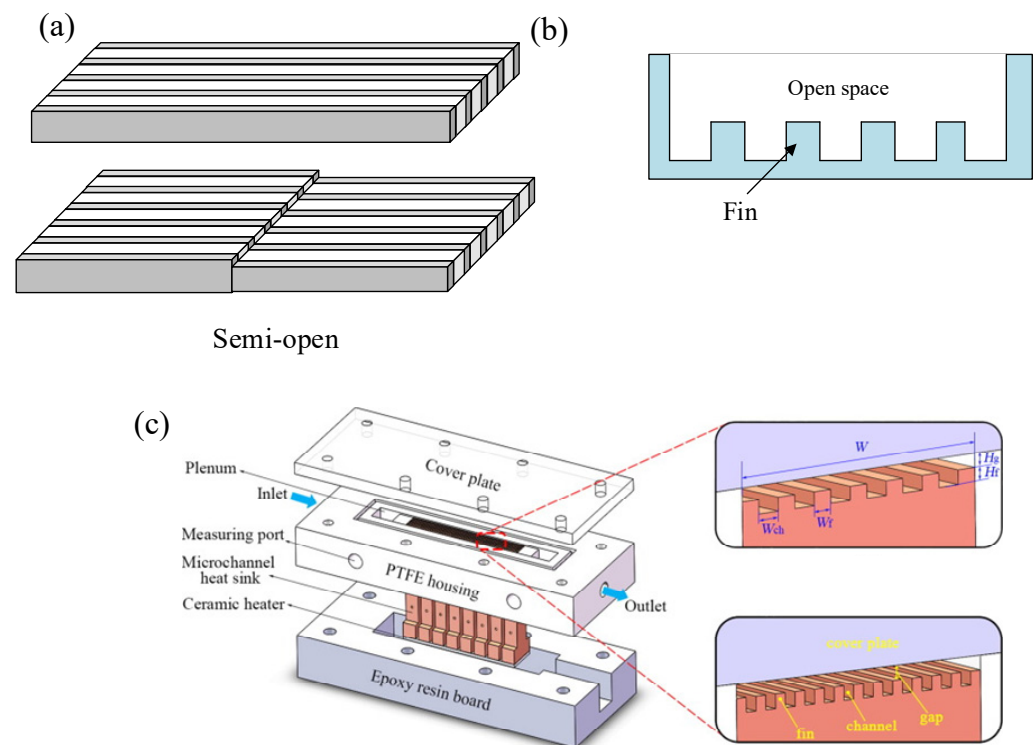 (a)
Semi-open
(b)
Open space
Fin
(c)
Cover plate
Plenum
Inlet
Measuring port
Microchannel
heat sink
Ceramic heater
PTFE housing
Outlet
Epoxy resin board
W
Hg
Hf
Wch
Wf
cover plate
fin
channel
gap